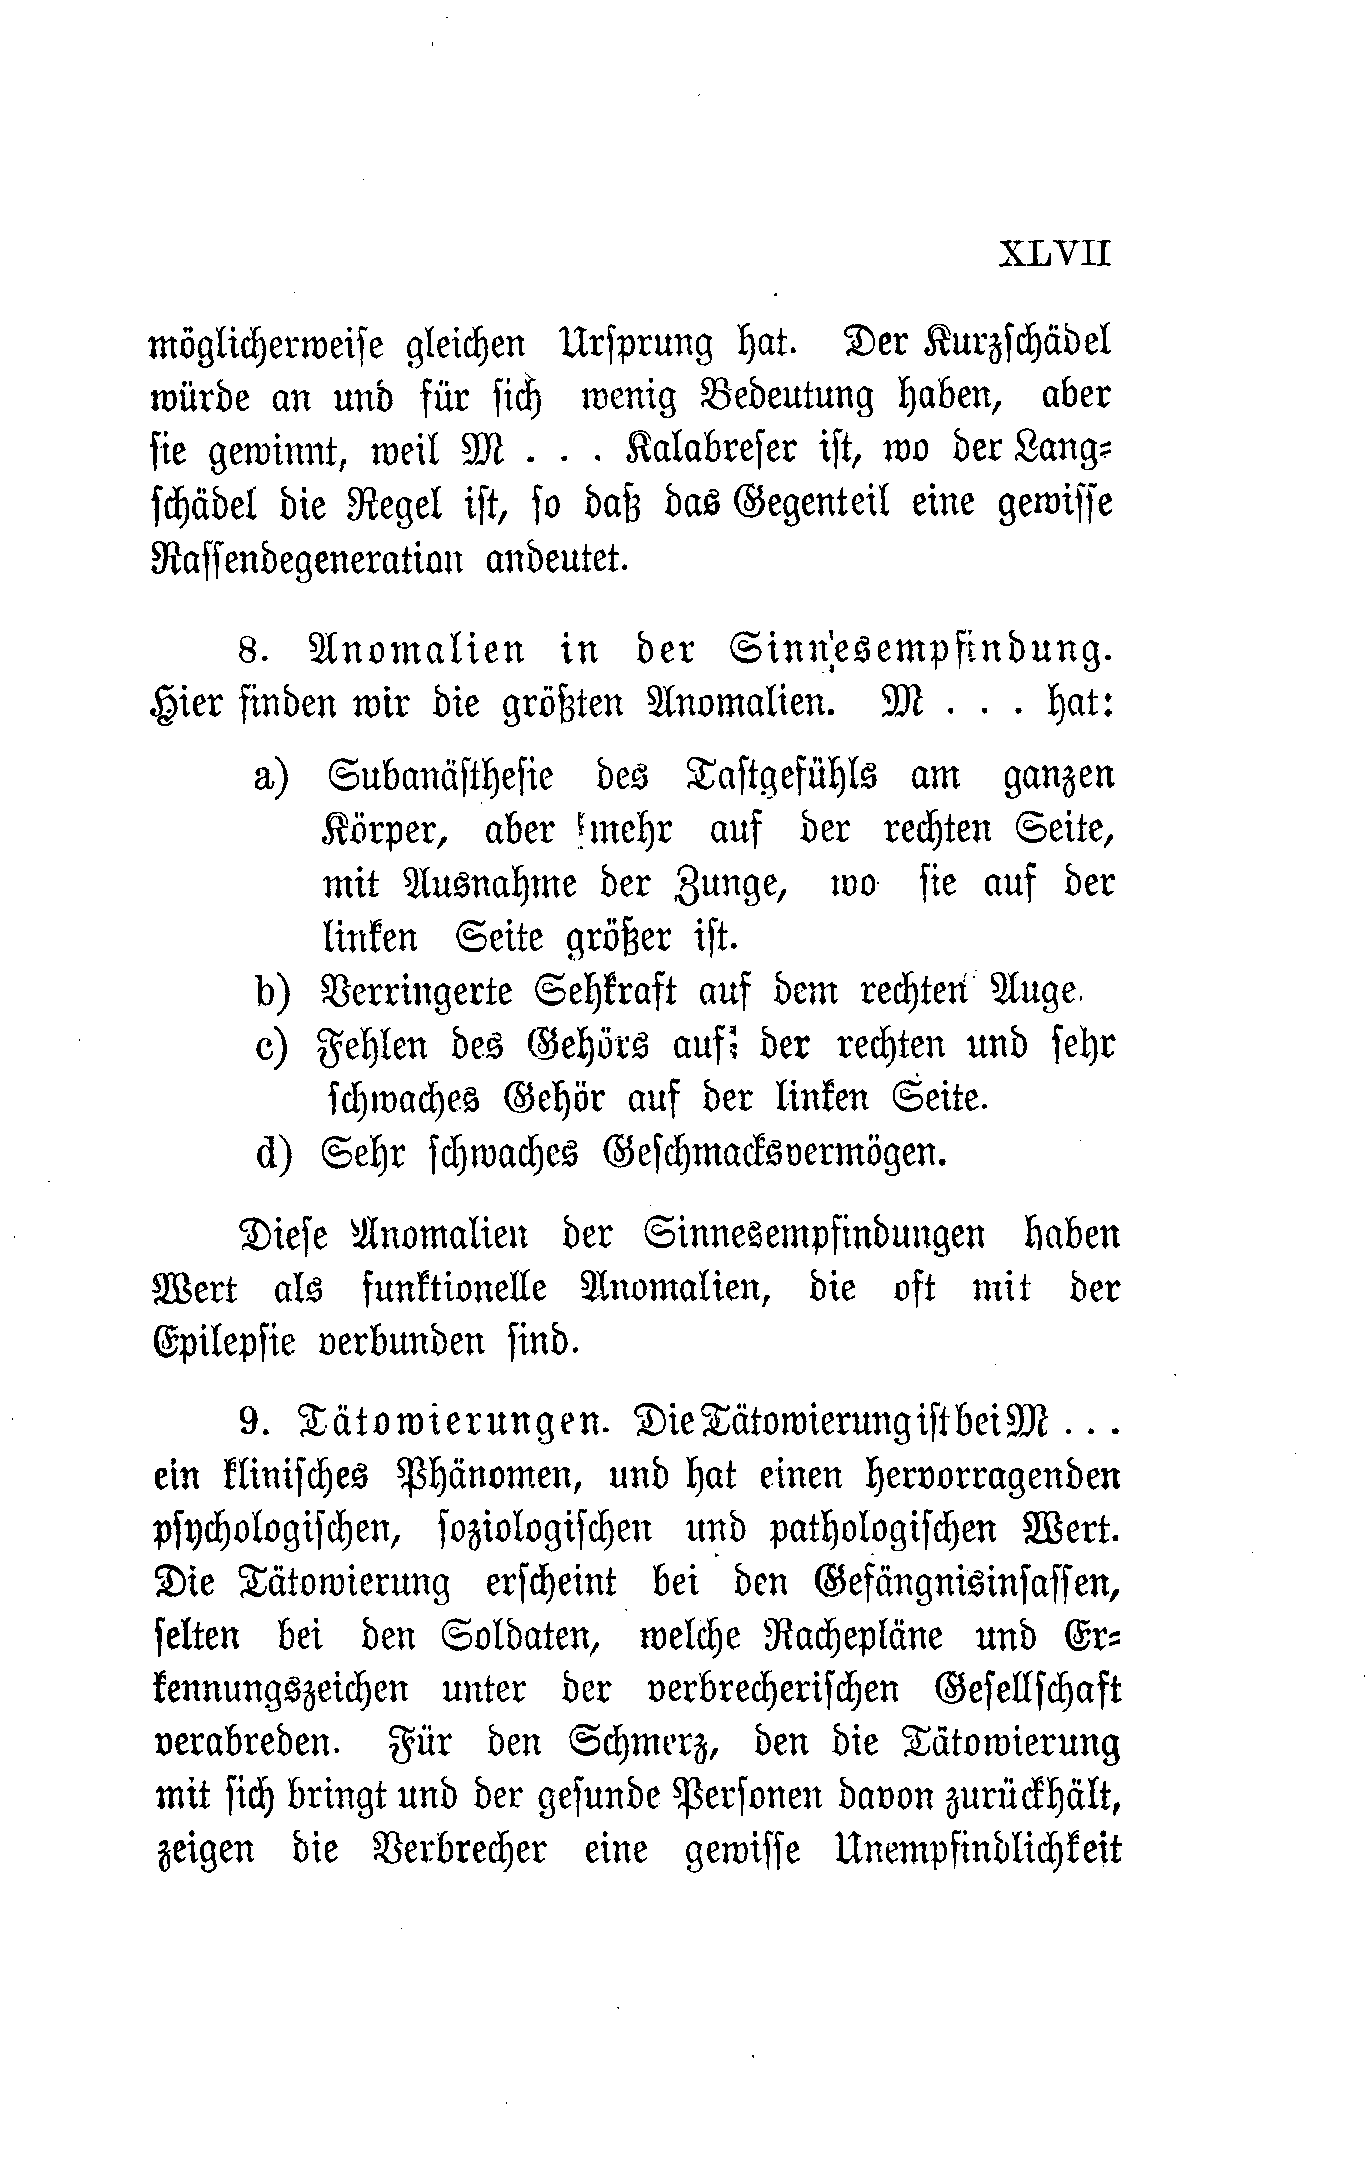 XLVII
möglicherweise gleichen Ursprung hat. Der Kurzschädel
würde an und für sich wenig Bedeutung haben, aber
sie gewinnt, weil M . . . Kalabreser ist, wo der Lang-
schädel die Regel ist, so daß das Gegenteil eine gewisse
Rassendegeneration andeutet.
8. Anomalien in der Sinnesempfindung.
Hier finden wir die größten Anomalien. M . . . hat:
a) Subanästhesie des Tastgefühls am ganzen
Körper, aber mehr auf der rechten Seite,
mit Ausnahme der Zunge, wo sie auf der
linken Seite größer ist.
b) Verringerte Sehkraft auf dem rechten Auge.
c) Fehlen des Gehörs auf der rechten und sehr
schwaches Gehör auf der linken Seite.
d) Sehr schwaches Geschmacksvermögen.
Diese Anomalien der Sinnesempfindungen haben
Wert als funktionelle Anomalien, die oft mit der
Epilepsie verbunden sind.
9. Tätowierungen. Die Tätowierung ist bei M . . .
ein klinisches Phänomen, und hat einen hervorragenden
psychologischen, soziologischen und pathologischen Wert.
Die Tätowierung erscheint bei den Gefängnisinsassen,
selten bei den Soldaten, welche Rachepläne und Er-
kennungszeichen unter der verbrecherischen Gesellschaft
verabreden. Für den Schmerz, den die Tätowierung
mit sich bringt und der gesunde Personen davon zurückhält,
zeigen die Verbrecher eine gewisse Unempfindlichkeit